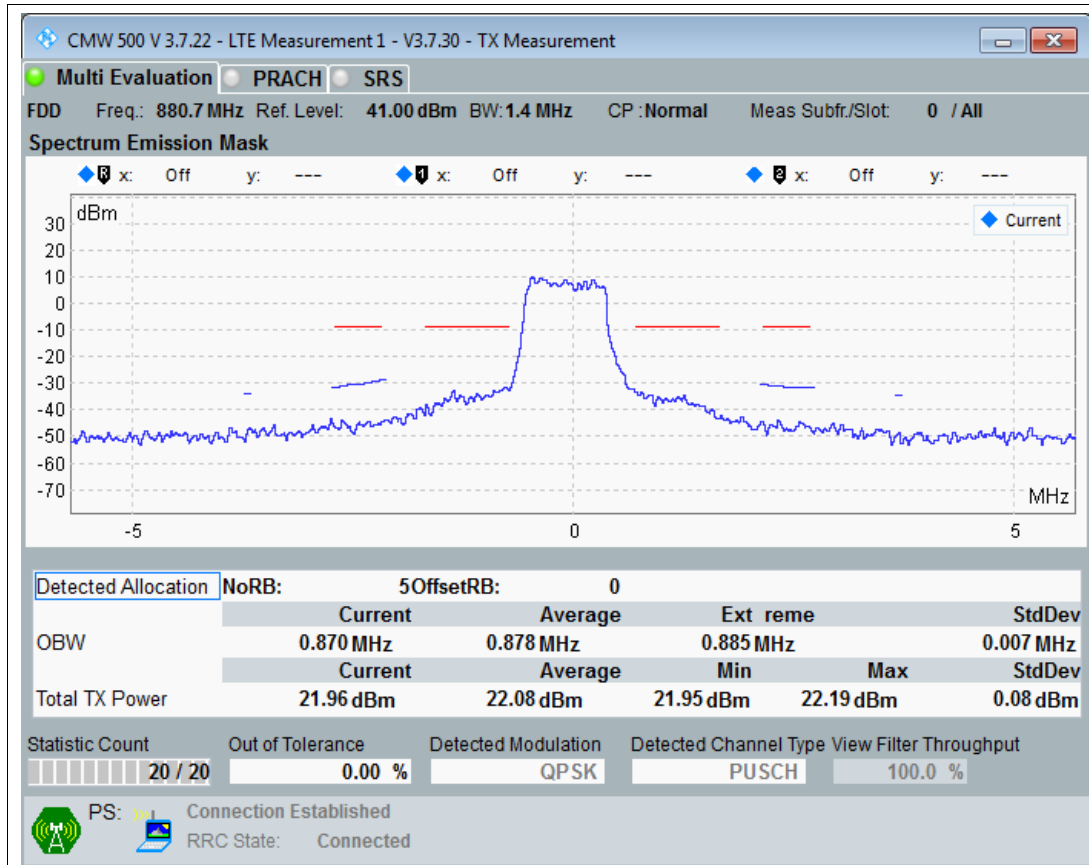 CMW 500 V 3.7.22 - LTE Measurement 1 - V3.7.30 - TX Measurement
Multi Evaluation PRACH SRS
FDD Freq.: 880.7 MHz Ref. Level: 41.00 dBm BW: 1.4 MHz CP : Normal Meas Subfr./Slot: 0 / All
Spectrum Emission Mask
R x: Off y: --- 1 x: Off y: --- 2 x: Off y: ---
dBm
Current
30
20
10
0
-10
-20
-30
-40
-50
-60
-70
MHz
-5 0 5
Detected Allocation NoRB: 5 OffsetRB: 0
Current Average Ext reme StdDev
OBW 0.870 MHz 0.878 MHz 0.885 MHz 0.007 MHz
Current Average Min Max StdDev
Total TX Power 21.96 dBm 22.08 dBm 21.95 dBm 22.19 dBm 0.08 dBm
Statistic Count Out of Tolerance Detected Modulation Detected Channel Type View Filter Throughput
20 / 20 0.00 % QPSK PUSCH 100.0 %
PS: Connection Established
RRC State: Connected